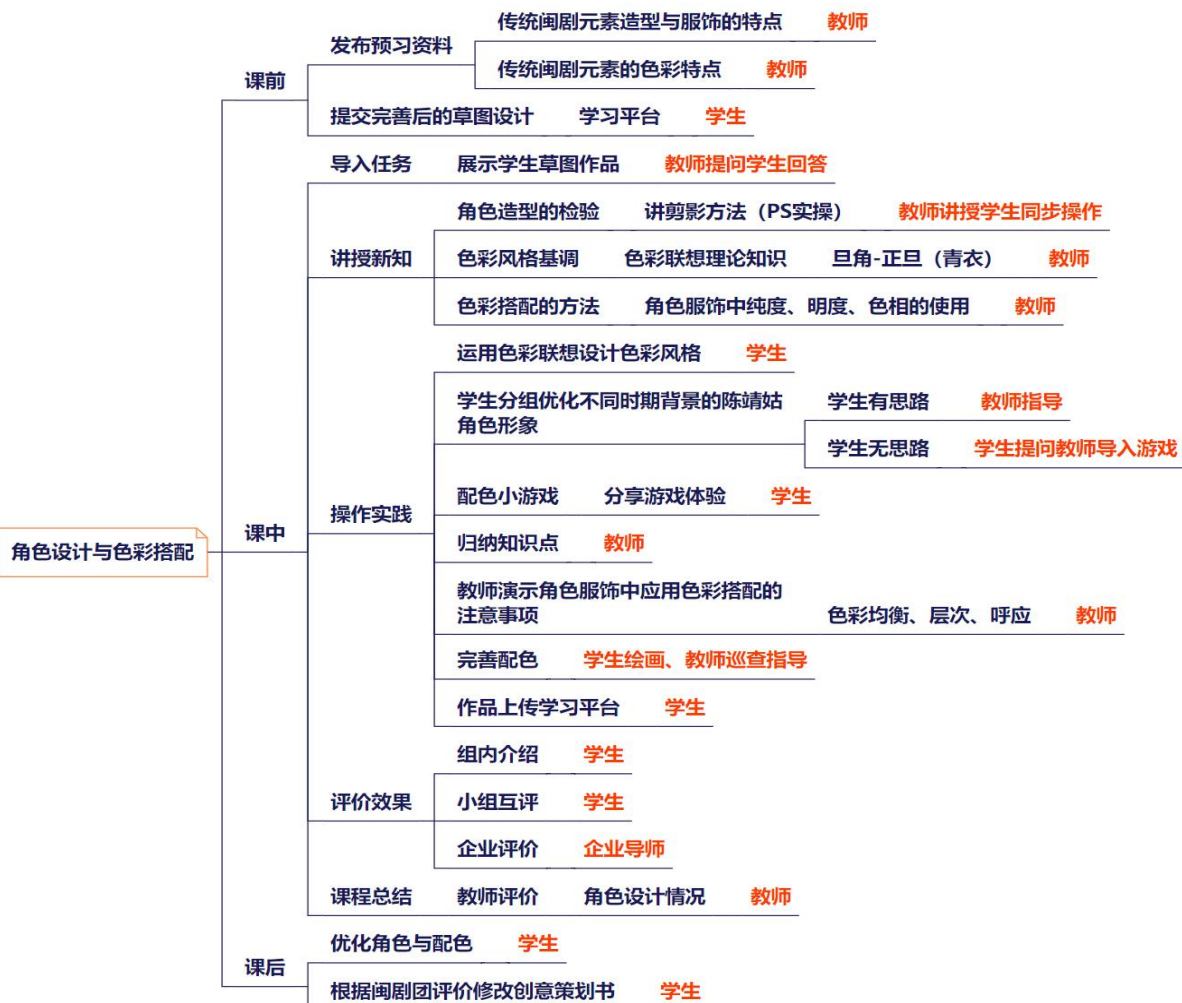 角色设计与色彩搭配
课前
发布预习资料
传统闽剧元素造型与服饰的特点 教师
传统闽剧元素的色彩特点 教师
提交完善后的草图设计 学习平台 学生
课中
导入任务 展示学生草图作品 教师提问学生回答
讲授新知
角色造型的检验 讲剪影方法（PS实操） 教师讲授学生同步操作
色彩风格基调 色彩联想理论知识 旦角-正旦（青衣） 教师
色彩搭配的方法 角色服饰中纯度、明度、色相的使用 教师
操作实践
运用色彩联想设计色彩风格 学生
学生分组优化不同时期背景的陈靖姑
角色形象
学生有思路 教师指导
学生无思路 学生提问教师导入游戏
配色小游戏 分享游戏体验 学生
归纳知识点 教师
教师演示角色服饰中应用色彩搭配的
注意事项
色彩均衡、层次、呼应 教师
完善配色 学生绘画、教师巡查指导
作品上传学习平台 学生
评价效果
组内介绍 学生
小组互评 学生
企业评价 企业导师
课程总结 教师评价 角色设计情况 教师
课后
优化角色与配色 学生
根据闽剧团评价修改创意策划书 学生